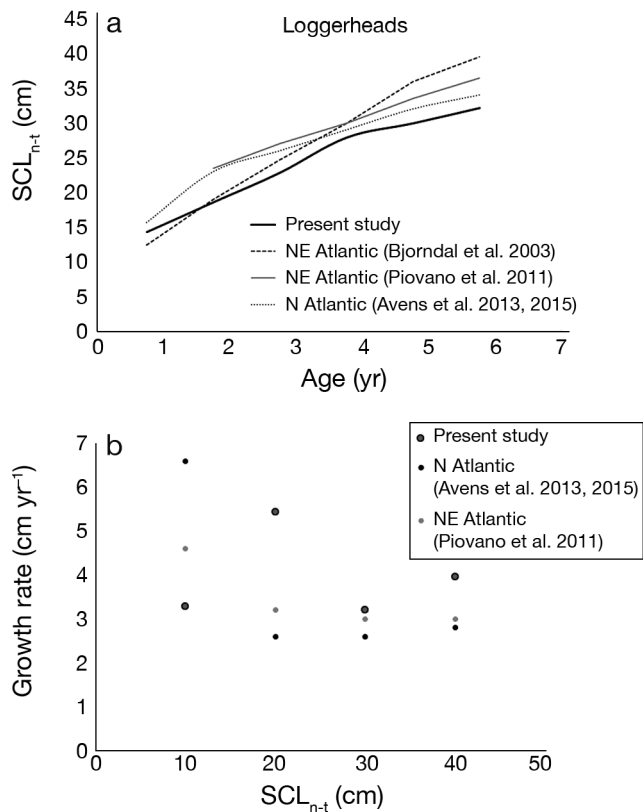 a
Loggerheads
45
40
35
30
25
20
15
10
5
0
SCLn-t (cm)
Present study
NE Atlantic (Bjorndal et al. 2003)
NE Atlantic (Piovano et al. 2011)
N Atlantic (Avens et al. 2013, 2015)
0 1 2 3 4 5 6 7
Age (yr)
b
7
6
5
4
3
2
1
0
Growth rate (cm yr–1)
Present study
N Atlantic
(Avens et al. 2013, 2015)
NE Atlantic
(Piovano et al. 2011)
0 10 20 30 40 50
SCLn-t (cm)